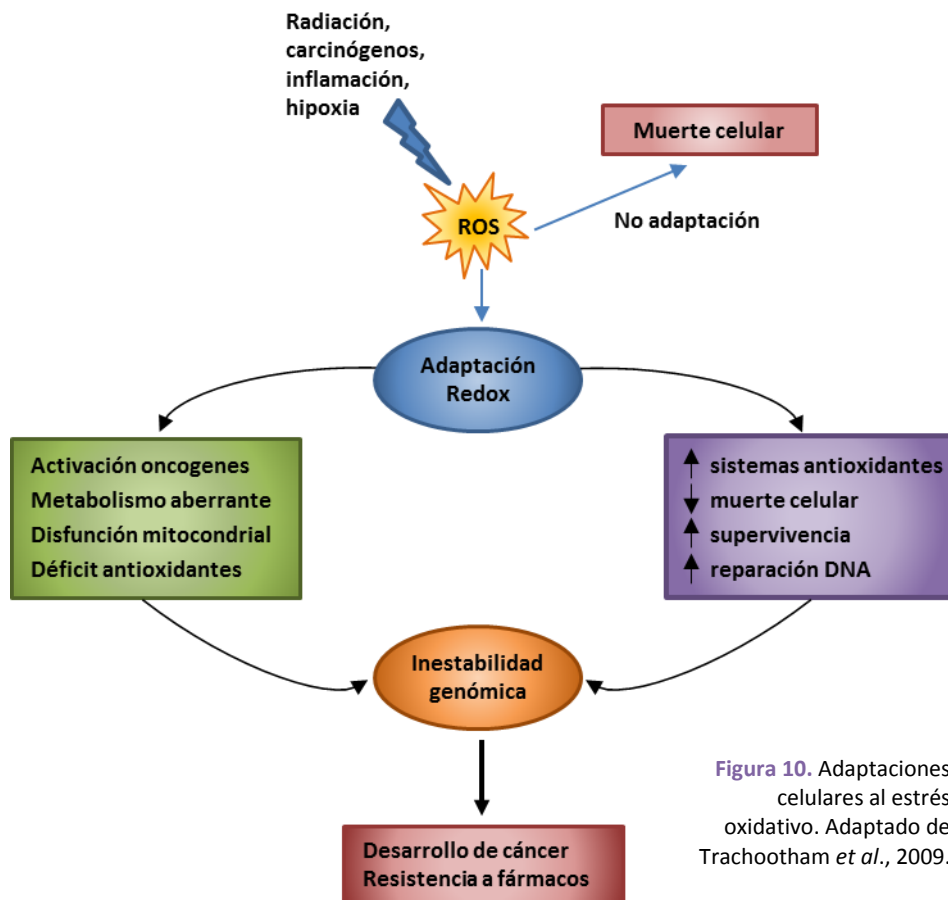 Radiación,
carcinógenos,
inflamación,
hipoxia
Muerte celular
ROS
No adaptación
Adaptación
Redox
Activación oncogenes
Metabolismo aberrante
Disfunción mitocondrial
Déficit antioxidantes
↑ sistemas antioxidantes
↓ muerte celular
↑ supervivencia
↑ reparación DNA
Inestabilidad
genómica
Figura 10. Adaptaciones
celulares al estrés
oxidativo. Adaptado de
Trachootham et al., 2009.
Desarrollo de cáncer
Resistencia a fármacos